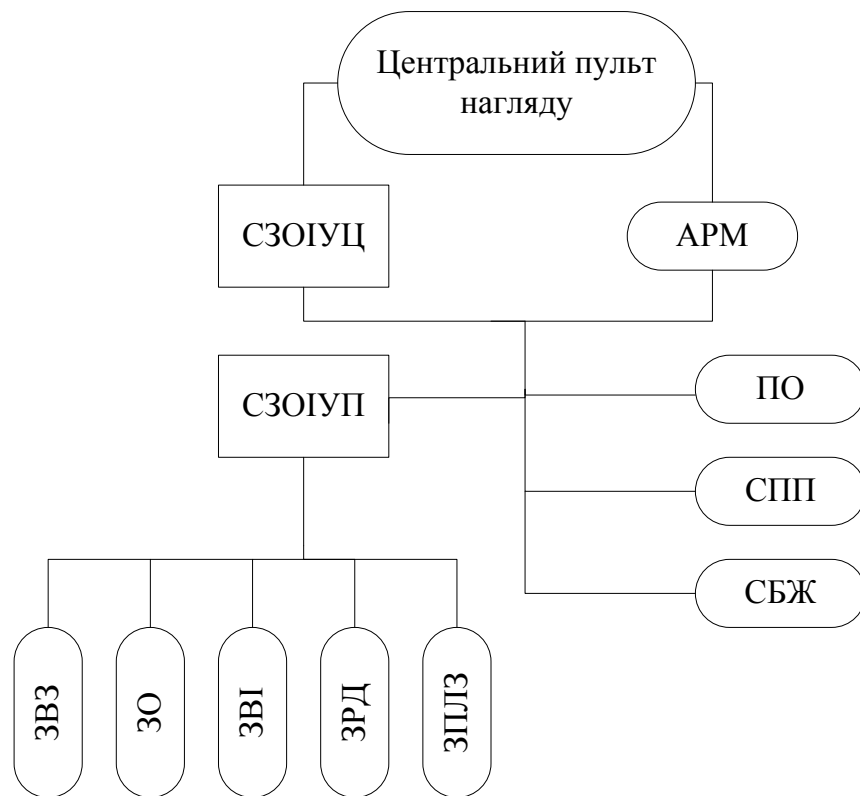 Центральний пульт
нагляду
СЗОІУЦ
АРМ
СЗОІУП
ПО
СПП
СБЖ
ЗВЗ
ЗО
ЗВІ
ЗРД
ЗПЛЗ